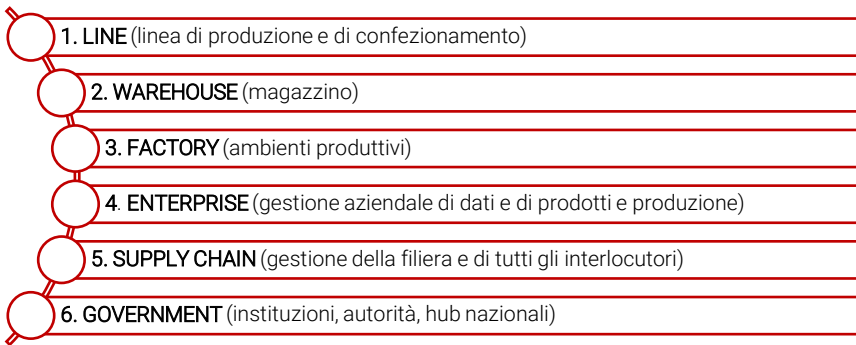 1. LINE (linea di produzione e di confezionamento)
2. WAREHOUSE (magazzino)
3. FACTORY (ambienti produttivi)
4. ENTERPRISE (gestione aziendale di dati e di prodotti e produzione)
5. SUPPLY CHAIN (gestione della filiera e di tutti gli interlocutori)
6. GOVERNMENT (instituzioni, autorità, hub nazionali)